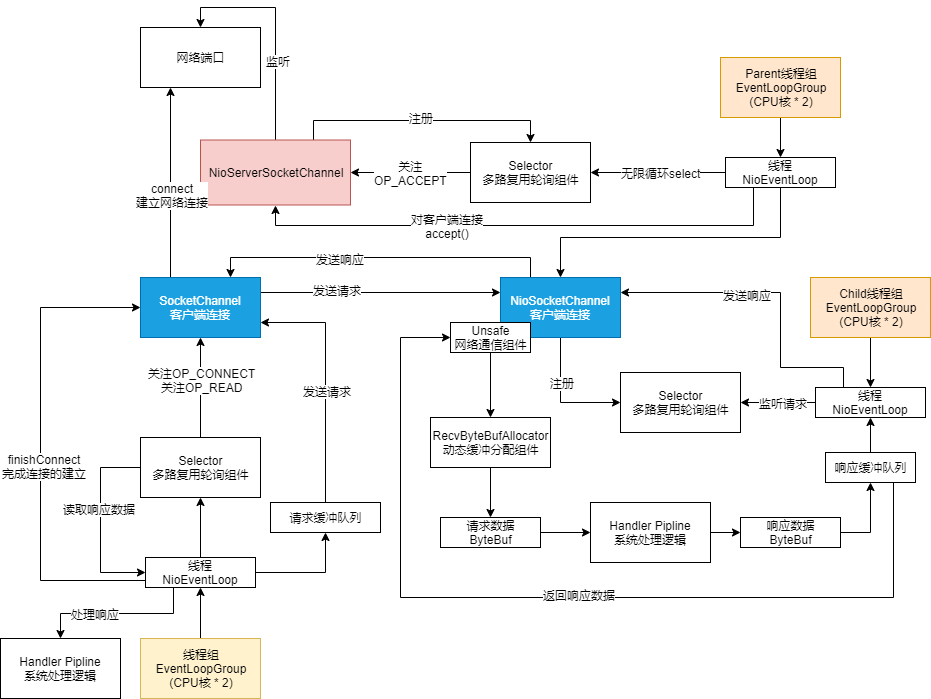 网络端口
监听
Parent线程组
EventLoopGroup
(CPU核 * 2)
注册
NioServerSocketChannel
关注
OP_ACCEPT
Selector
多路复用轮询组件
无限循环select
线程
NioEventLoop
connect
建立网络连接
对客户端连接
accept()
发送响应
SocketChannel
客户端连接
发送请求
NioSocketChannel
客户端连接
发送响应
Child线程组
EventLoopGroup
(CPU核 * 2)
Unsafe
网络通信组件
关注OP_CONNECT
关注OP_READ
发送请求
注册
Selector
多路复用轮询组件
监听请求
线程
NioEventLoop
RecvByteBufAllocator
动态缓冲分配组件
finishConnect
完成连接的建立
Selector
多路复用轮询组件
响应缓冲队列
读取响应数据
请求缓冲队列
请求数据
ByteBuf
Handler Pipline
系统处理逻辑
响应数据
ByteBuf
线程
NioEventLoop
返回响应数据
处理响应
Handler Pipline
系统处理逻辑
线程组
EventLoopGroup
(CPU核 * 2)